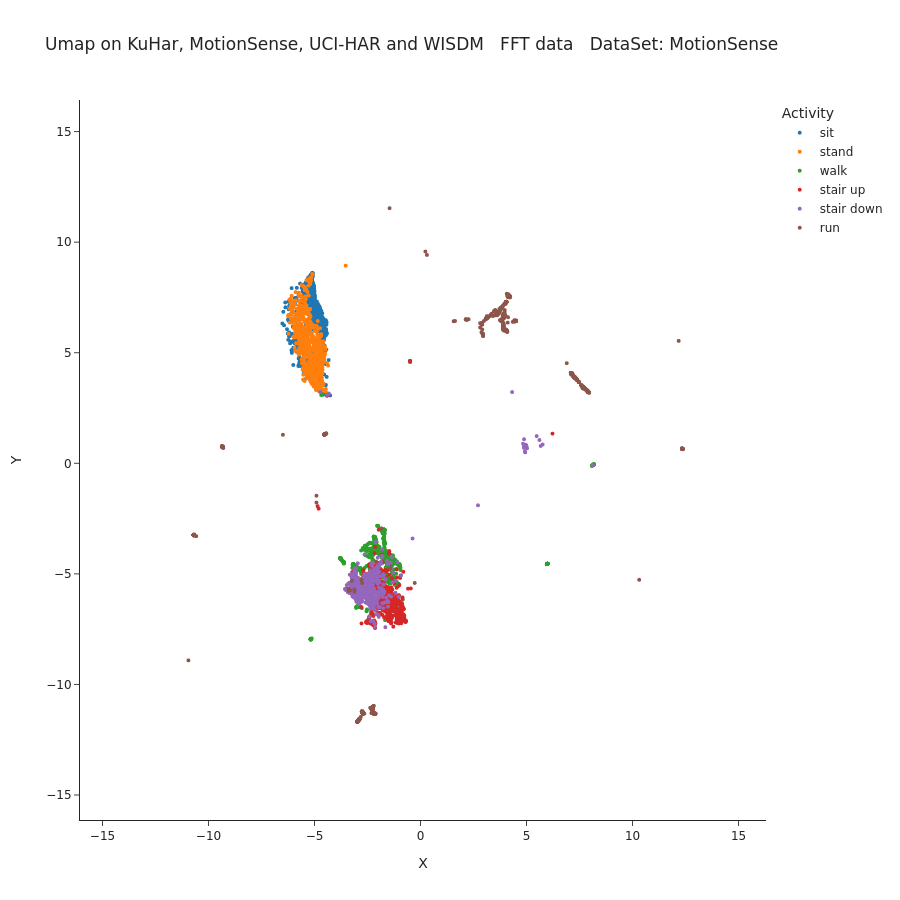 Umap on KuHar, MotionSense, UCI-HAR and WISDM   FFT data   DataSet: MotionSense
Activity
sit
stand
walk
stair up
stair down
run
15
10
5
0
−5
−10
−15
Y
−15
−10
−5
0
5
10
15
X